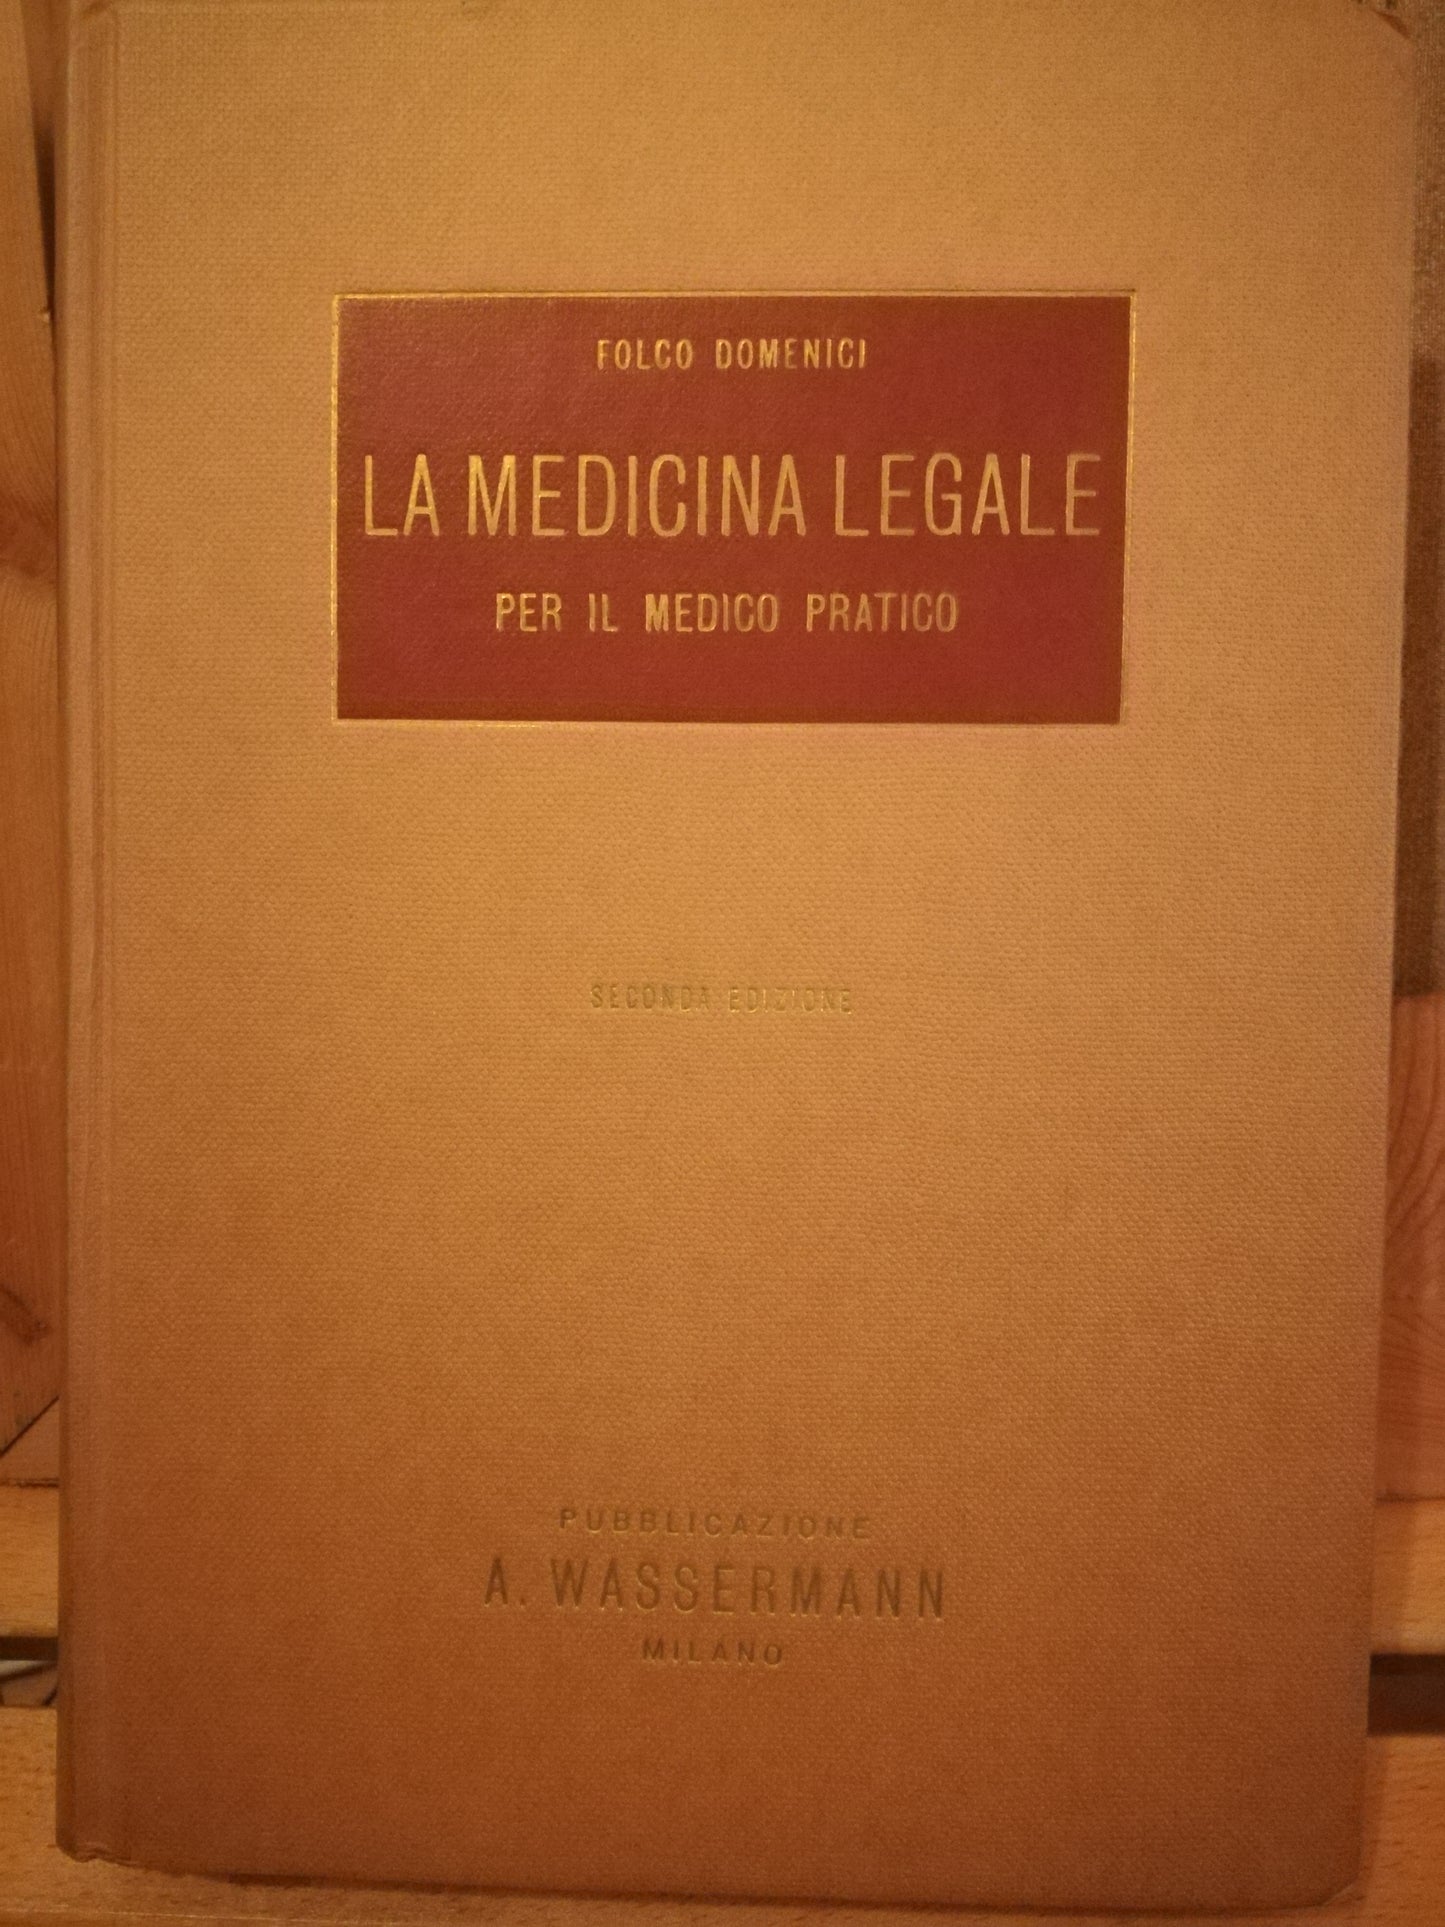 FOLCO DOMENICI
LA MEDICINA LEGALE
PER IL MEDICO PRATICO
SECONDA EDIZIONE
PUBBLICAZIONE
A. WASSERMANN
MILANO